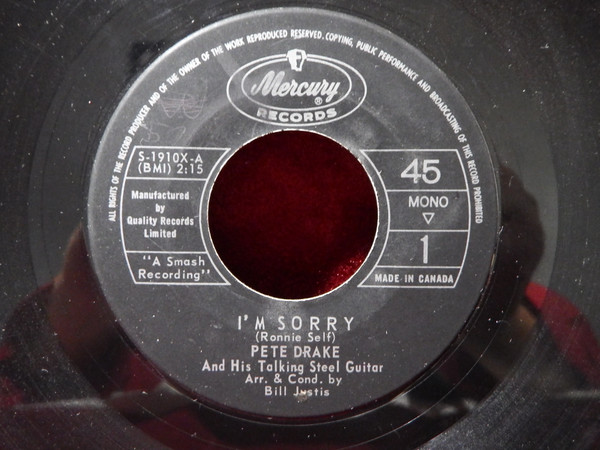 ALL RIGHTS OF THE RECORD PRODUCER AND OF THE OWNER OF THE WORK REPRODUCED RESERVED. COPYING, PUBLIC PERFORMANCE AND BROADCASTING OF THIS RECORD PROHIBITED
Mercury®
RECORDS
S-1910X-A
(BMI) 2:15
Manufactured
by
Quality Records
Limited
"A Smash
Recording"
45
MONO
1
MADE IN CANADA
I'M SORRY
(Ronnie Self)
PETE DRAKE
And His Talking Steel Guitar
Arr. & Cond. by
Bill Justis